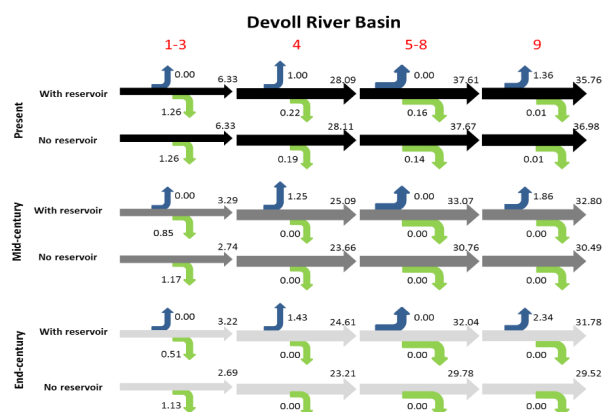 Devoll River Basin
1-3 4 5-8 9
Present
With reservoir
0.00 6.33 1.00 28.09 0.00 37.61 1.36 35.76
1.26 0.22 0.16 0.01
No reservoir
6.33 28.11 37.67 36.98
1.26 0.19 0.14 0.01
Mid-century
With reservoir
0.00 3.29 1.25 25.09 0.00 33.07 1.86 32.80
0.85 0.00 0.00 0.00
No reservoir
2.74 23.66 30.76 30.49
1.17 0.00 0.00 0.00
End-century
With reservoir
0.00 3.22 1.43 24.61 0.00 32.04 2.34 31.78
0.51 0.00 0.00 0.00
No reservoir
2.69 23.21 29.78 29.52
1.13 0.00 0.00 0.00